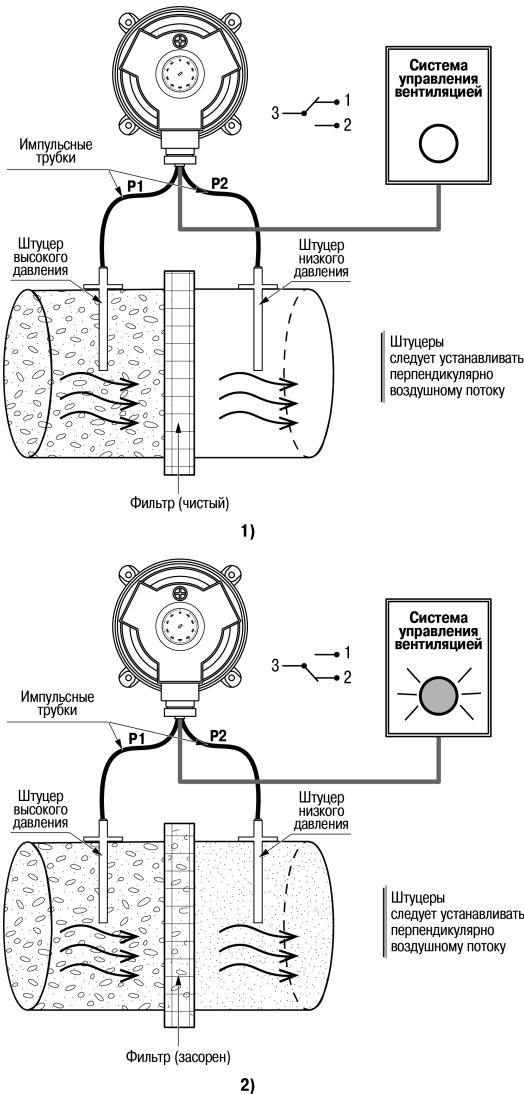 Система
управления
вентиляцией
1
3
2
Импульсные
трубки
P1
P2
Штуцер
высокого
давления
Штуцер
низкого
давления
Штуцеры
следует устанавливать
перпендикулярно
воздушному потоку
Фильтр (чистый)
1)
Система
управления
вентиляцией
1
3
2
Импульсные
трубки
P1
P2
Штуцер
высокого
давления
Штуцер
низкого
давления
Штуцеры
следует устанавливать
перпендикулярно
воздушному потоку
Фильтр (засорен)
2)